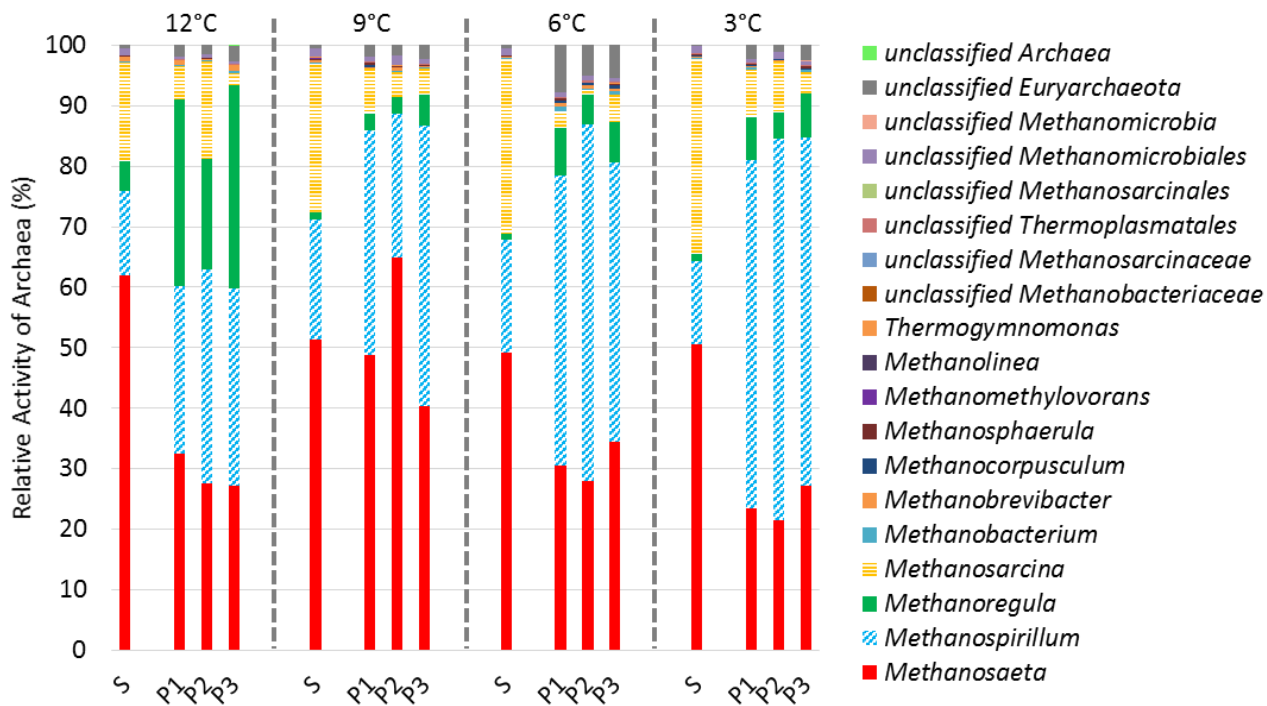 12°C 9°C 6°C 3°C
Relative Activity of Archaea (%)
100
90
80
70
60
50
40
30
20
10
0
S P1 P2 P3 S P1 P2 P3 S P1 P2 P3 S P1 P2 P3
unclassified Archaea
unclassified Euryarchaeota
unclassified Methanomicrobia
unclassified Methanomicrobiales
unclassified Methanosarcinales
unclassified Thermoplasmatales
unclassified Methanosarcinaceae
unclassified Methanobacteriaceae
Thermogymnomonas
Methanolinea
Methanomethylovorans
Methanosphaerula
Methanocorpusculum
Methanobrevibacter
Methanobacterium
Methanosarcina
Methanoregula
Methanospirillum
Methanosaeta